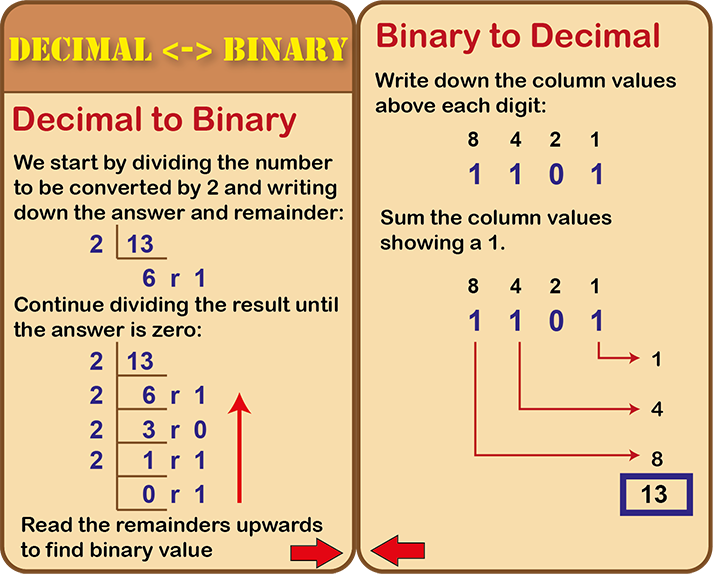 DECIMAL <-> BINARY
Decimal to Binary
We start by dividing the number
to be converted by 2 and writing
down the answer and remainder:
2 13
6 r 1
Continue dividing the result until
the answer is zero:
2 13
2 6 r 1
2 3 r 0
2 1 r 1
0 r 1
Read the remainders upwards
to find binary value
Binary to Decimal
Write down the column values
above each digit:
8 4 2 1
1 1 0 1
Sum the column values
showing a 1.
8 4 2 1
1 1 0 1
1
4
8
13